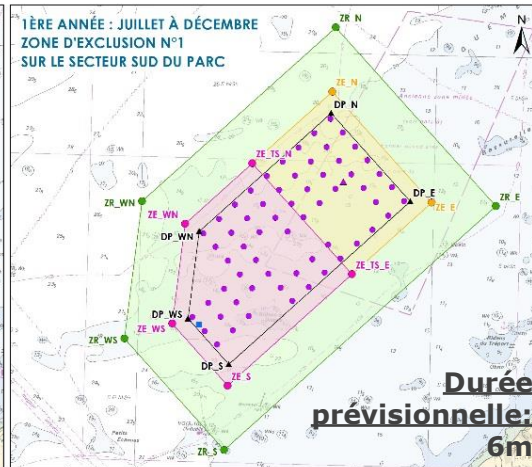 1ÈRE ANNÉE : JUILLET À DÉCEMBRE
ZONE D'EXCLUSION N°1
SUR LE SECTEUR SUD DU PARC
ZR_N
N
ZE_N
DP_N
ZE_TS_N
ZR_WN
ZE_WN
DP_WN
DP_E
ZE_E
ZR_E
ZE_TS_E
DP_WS
ZE_WS
ZR_WS
DP_S
ZE_S
ZR_S
Durée
prévisionnelle:
6m